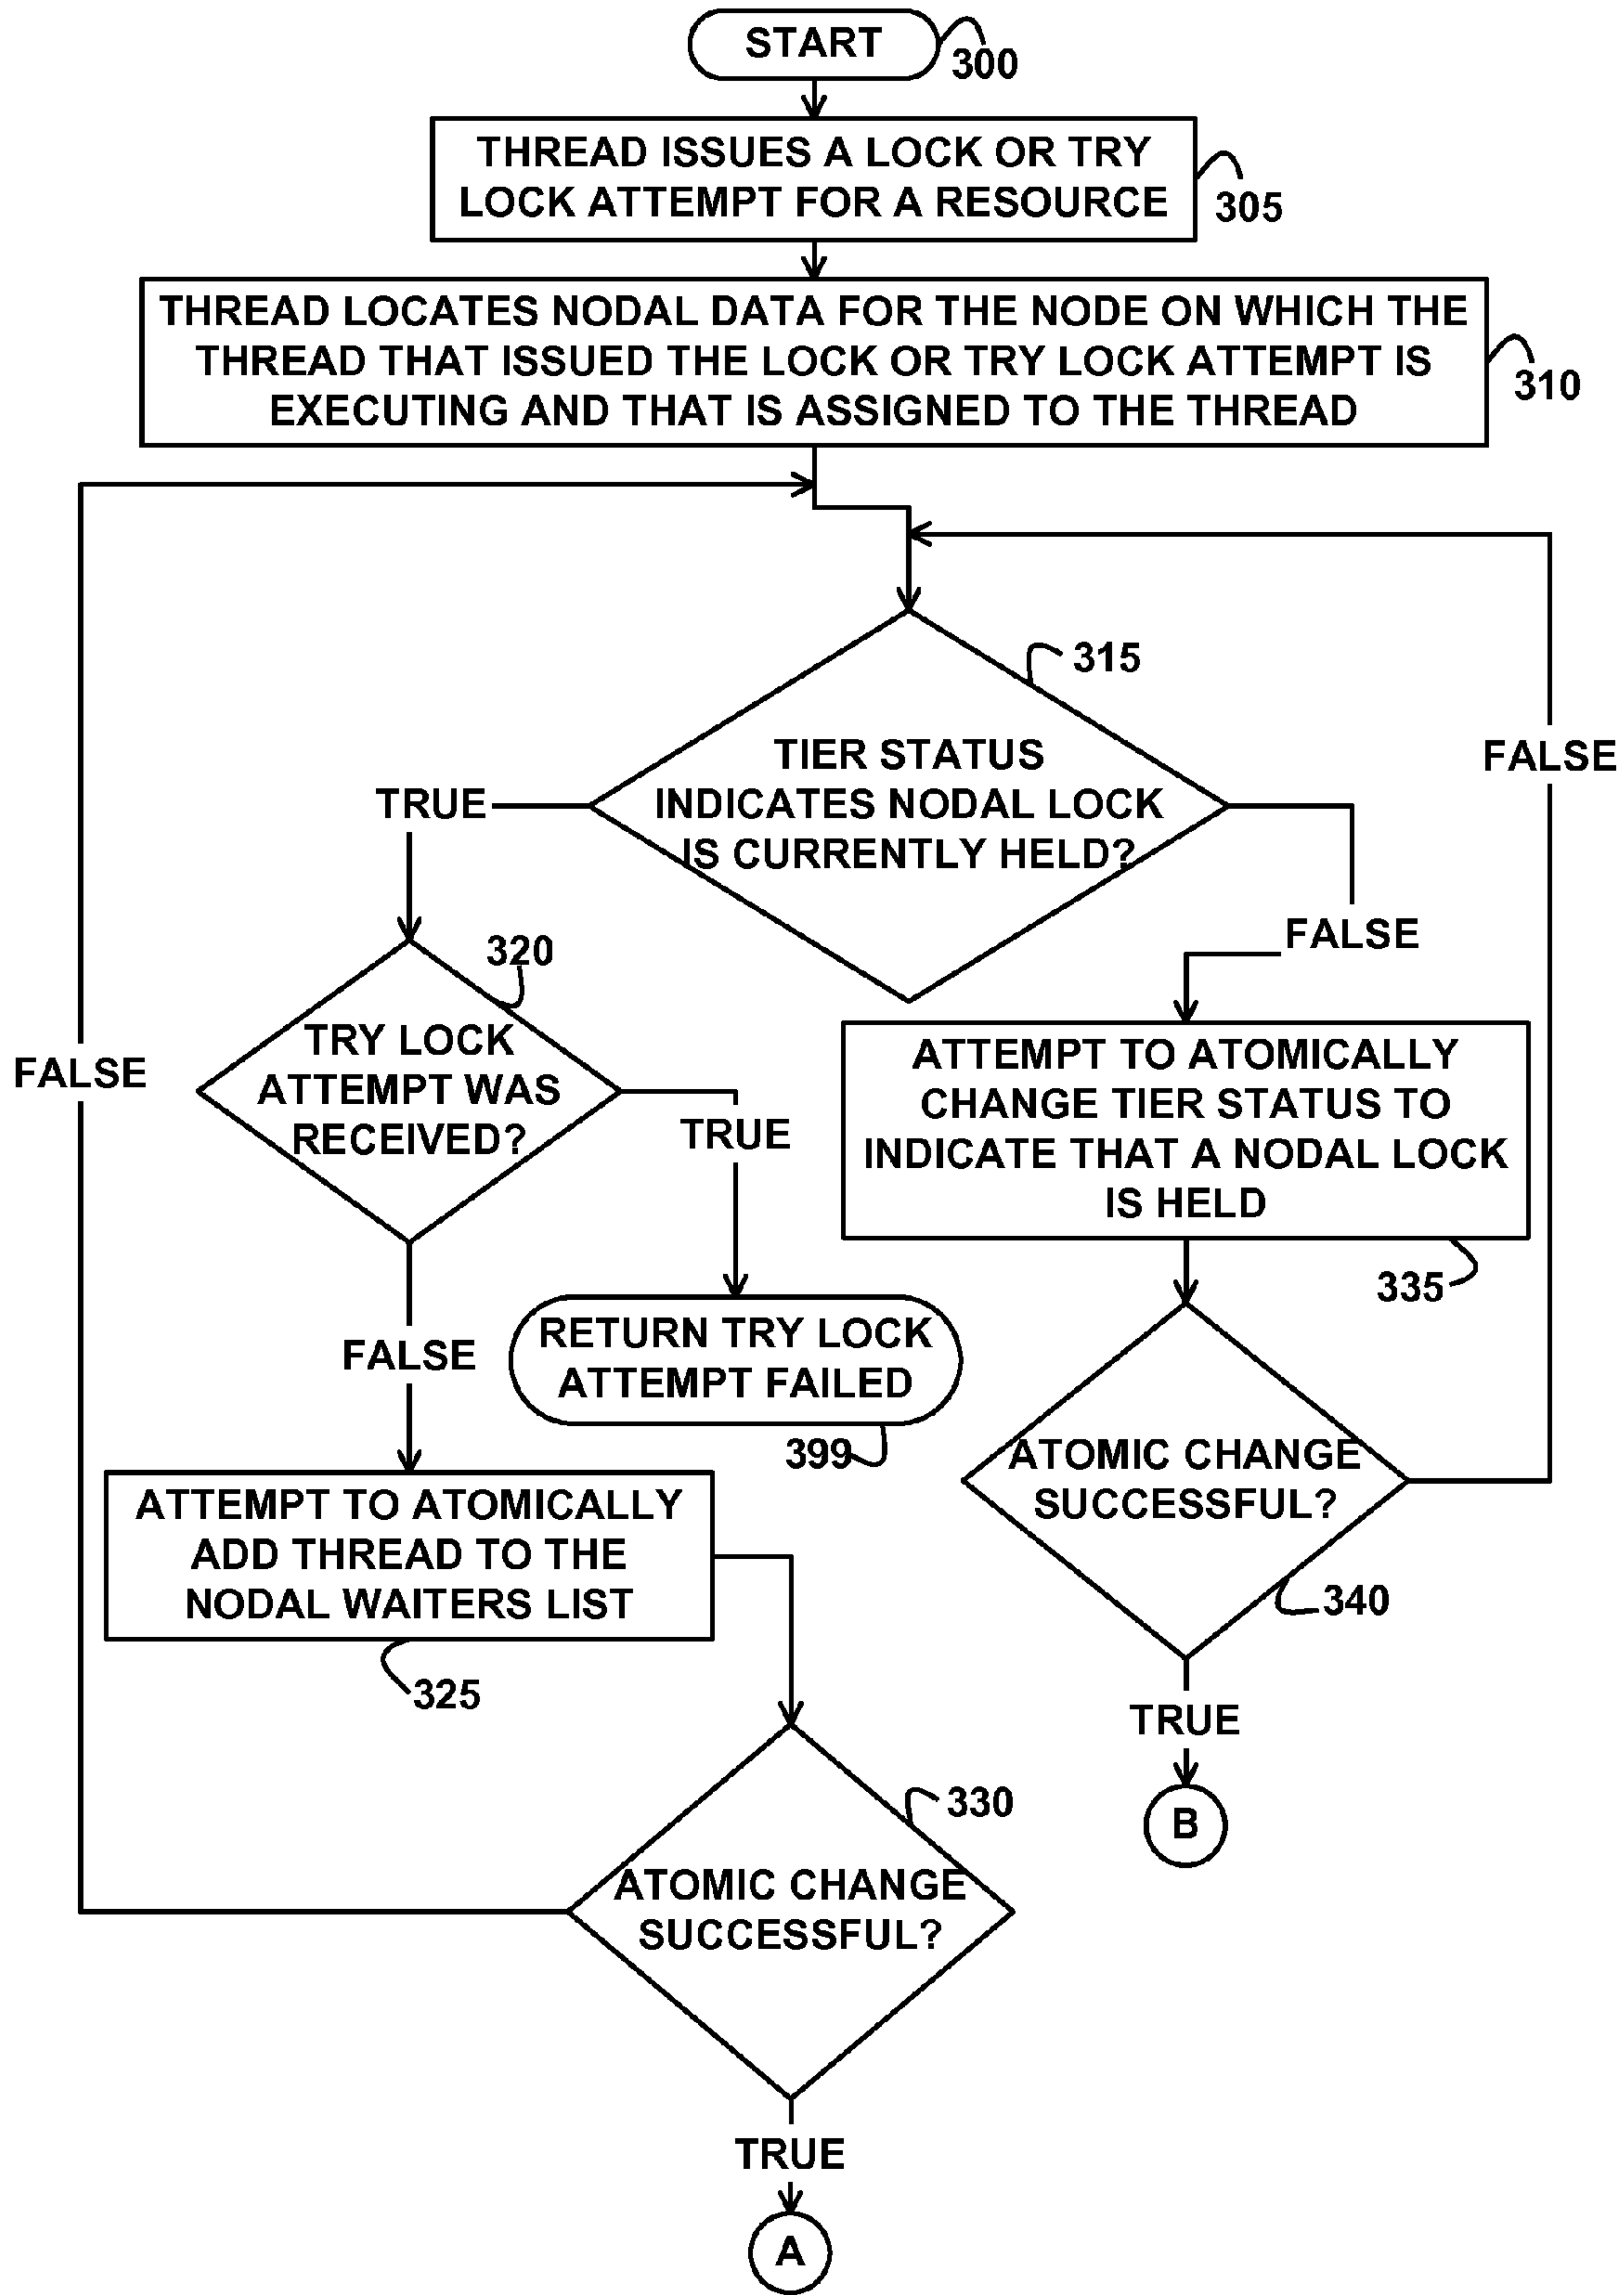 START
300
THREAD ISSUES A LOCK OR TRY
LOCK ATTEMPT FOR A RESOURCE
305
THREAD LOCATES NODAL DATA FOR THE NODE ON WHICH THE
THREAD THAT ISSUED THE LOCK OR TRY LOCK ATTEMPT IS
EXECUTING AND THAT IS ASSIGNED TO THE THREAD
310
315
TIER STATUS
INDICATES NODAL LOCK
IS CURRENTLY HELD?
TRUE
FALSE
FALSE
320
TRY LOCK
ATTEMPT WAS
RECEIVED?
FALSE
TRUE
ATTEMPT TO ATOMICALLY
CHANGE TIER STATUS TO
INDICATE THAT A NODAL LOCK
IS HELD
335
FALSE
RETURN TRY LOCK
ATTEMPT FAILED
399
ATOMIC CHANGE
SUCCESSFUL?
340
ATTEMPT TO ATOMICALLY
ADD THREAD TO THE
NODAL WAITERS LIST
325
TRUE
B
330
ATOMIC CHANGE
SUCCESSFUL?
TRUE
A